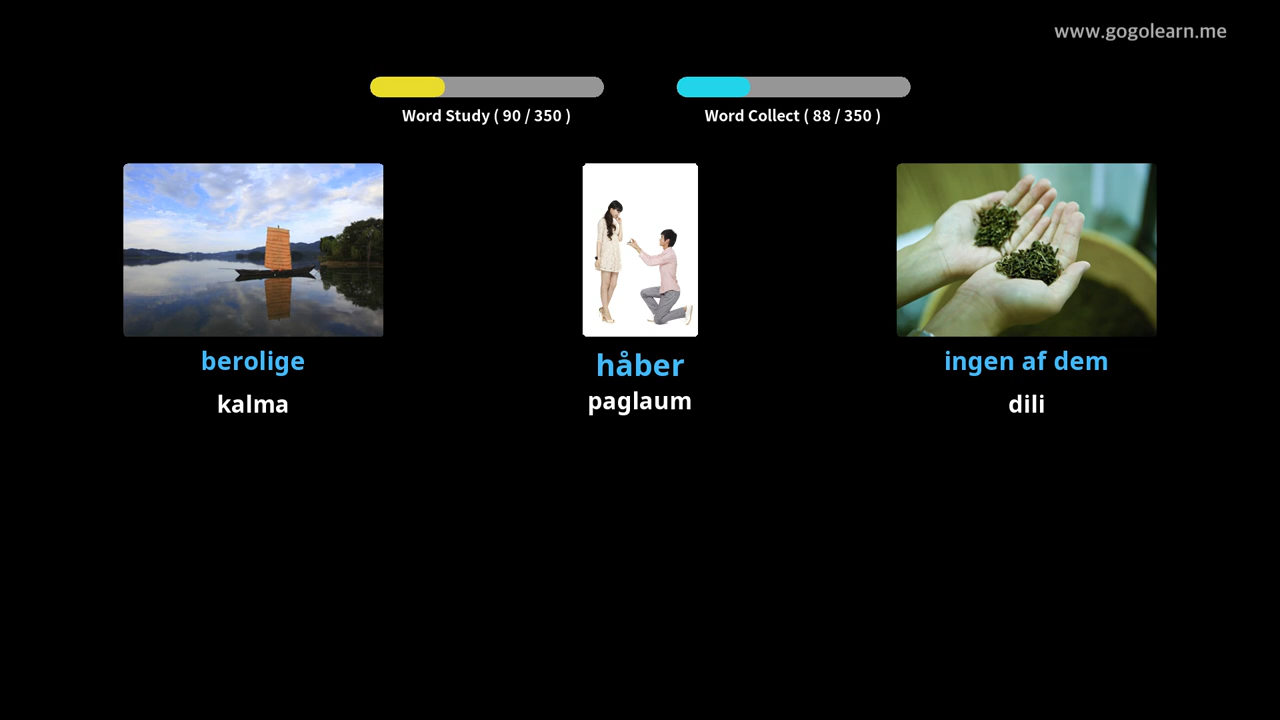 www.gogolearn.me
Word Study ( 90 / 350 )
Word Collect ( 88 / 350 )
berolige
håber
ingen af dem
kalma
paglaum
dili